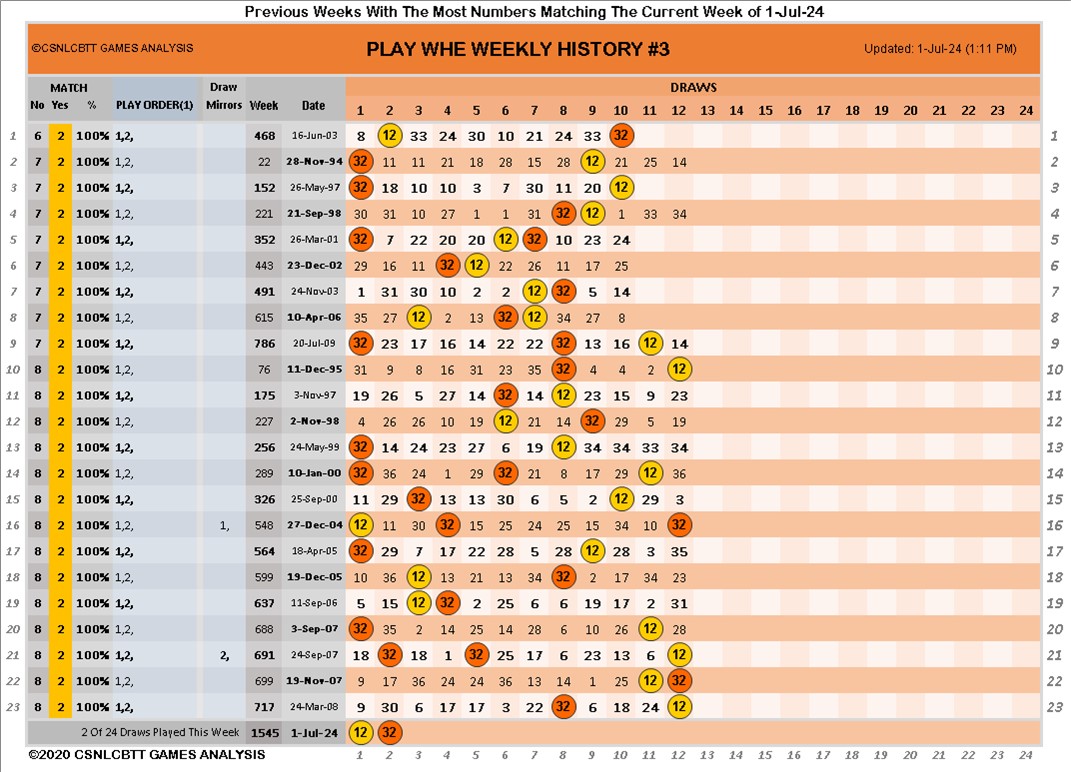 Previous Weeks With The Most Numbers Matching The Current Week of 1-Jul-24
©CSNLCBTT GAMES ANALYSIS PLAY WHE WEEKLY HISTORY #3 Updated: 1-Jul-24 (1:11 PM)
MATCH Draw DRAWS
No Yes % PLAY ORDER(1) Mirrors Week Date 1 2 3 4 5 6 7 8 9 10 11 12 13 14 15 16 17 18 19 20 21 22 23 24
1 6 2 100% 1,2, 468 16-Jun-03 8 12 33 24 30 10 21 24 33 32 1
2 7 2 100% 1,2, 22 28-Nov-94 32 11 11 21 18 28 15 28 12 21 25 14 2
3 7 2 100% 1,2, 152 26-May-97 32 18 10 10 3 7 30 11 20 12 3
4 7 2 100% 1,2, 221 21-Sep-98 30 31 10 27 1 1 31 32 12 1 33 34 4
5 7 2 100% 1,2, 352 26-Mar-01 32 7 22 20 20 12 32 10 23 24 5
6 7 2 100% 1,2, 443 23-Dec-02 29 16 11 32 12 22 26 11 17 25 6
7 7 2 100% 1,2, 491 24-Nov-03 1 31 30 10 2 2 12 32 5 14 7
8 7 2 100% 1,2, 615 10-Apr-06 35 27 12 2 13 32 12 34 27 8 8
9 7 2 100% 1,2, 786 20-Jul-09 32 23 17 16 14 22 22 32 13 16 12 14 9
10 8 2 100% 1,2, 76 11-Dec-95 31 9 8 16 31 23 35 32 4 4 2 12 10
11 8 2 100% 1,2, 175 3-Nov-97 19 26 5 27 14 32 14 12 23 15 9 23 11
12 8 2 100% 1,2, 227 2-Nov-98 4 26 26 10 19 12 21 14 32 29 5 19 12
13 8 2 100% 1,2, 256 24-May-99 32 14 24 23 27 6 19 12 34 34 33 34 13
14 8 2 100% 1,2, 289 10-Jan-00 32 36 24 1 29 32 21 8 17 29 12 36 14
15 8 2 100% 1,2, 326 25-Sep-00 11 29 32 13 13 30 6 5 2 12 29 3 15
16 8 2 100% 1,2, 1, 548 27-Dec-04 12 11 30 32 15 25 24 25 15 34 10 32 16
17 8 2 100% 1,2, 564 18-Apr-05 32 29 7 17 22 28 5 28 12 28 3 35 17
18 8 2 100% 1,2, 599 19-Dec-05 10 36 12 13 21 13 34 32 2 17 34 23 18
19 8 2 100% 1,2, 637 11-Sep-06 5 15 12 32 2 25 6 6 19 17 2 31 19
20 8 2 100% 1,2, 688 3-Sep-07 32 35 2 14 25 14 28 6 10 26 12 28 20
21 8 2 100% 1,2, 2, 691 24-Sep-07 18 32 18 1 32 25 17 6 23 13 6 12 21
22 8 2 100% 1,2, 699 19-Nov-07 9 17 36 24 24 36 13 14 1 25 12 32 22
23 8 2 100% 1,2, 717 24-Mar-08 9 30 6 17 17 3 22 32 6 18 24 12 23
2 Of 24 Draws Played This Week 1545 1-Jul-24 12 32
©2020 CSNLCBTT GAMES ANALYSIS 1 2 3 4 5 6 7 8 9 10 11 12 13 14 15 16 17 18 19 20 21 22 23 24